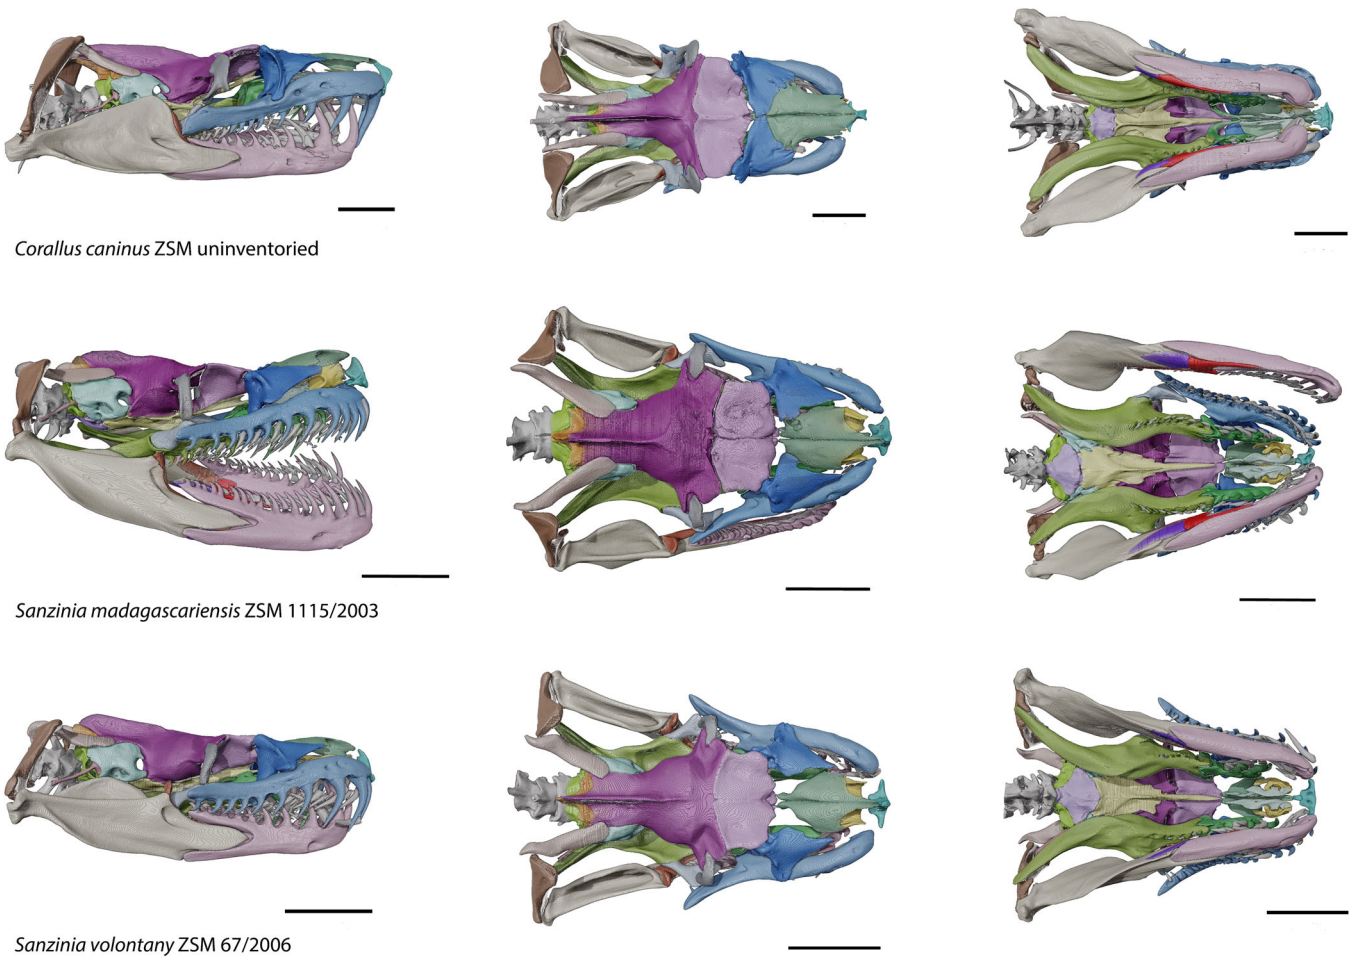 Corallus caninus ZSM uninventoried
Sanzinia madagascariensis ZSM 1115/2003
Sanzinia volontany ZSM 67/2006